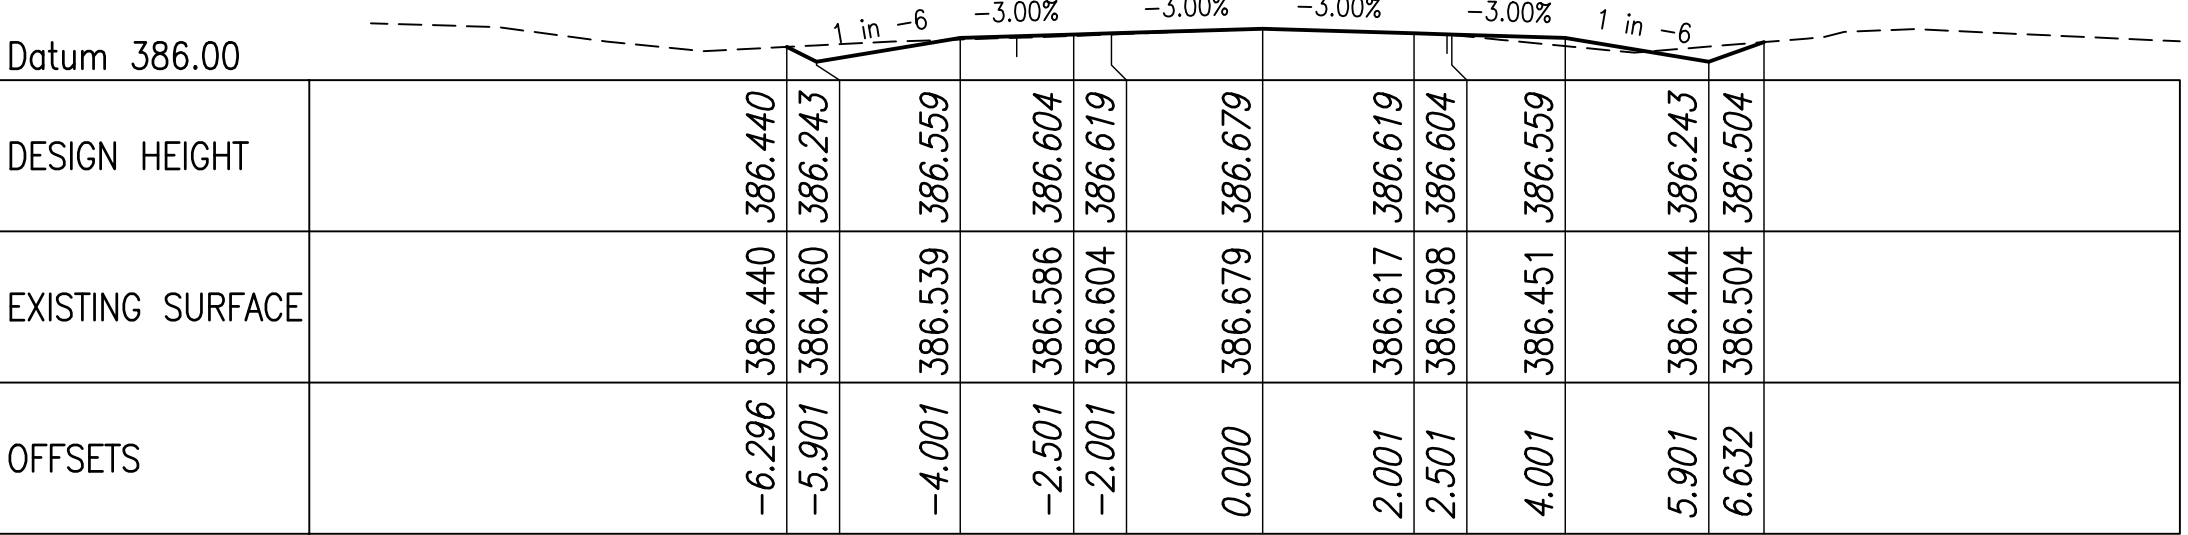 1 in -6 -3.00% -3.00% -3.00% -3.00% 1 in -6
Datum 386.00
DESIGN HEIGHT 386.440 386.243 386.559 386.604 386.619 386.679 386.619 386.604 386.559 386.243 386.504
EXISTING SURFACE 386.440 386.460 386.539 386.586 386.604 386.679 386.617 386.598 386.451 386.444 386.504
OFFSETS -6.296 -5.901 -4.001 -2.501 -2.001 0.000 2.001 2.501 4.001 5.901 6.632